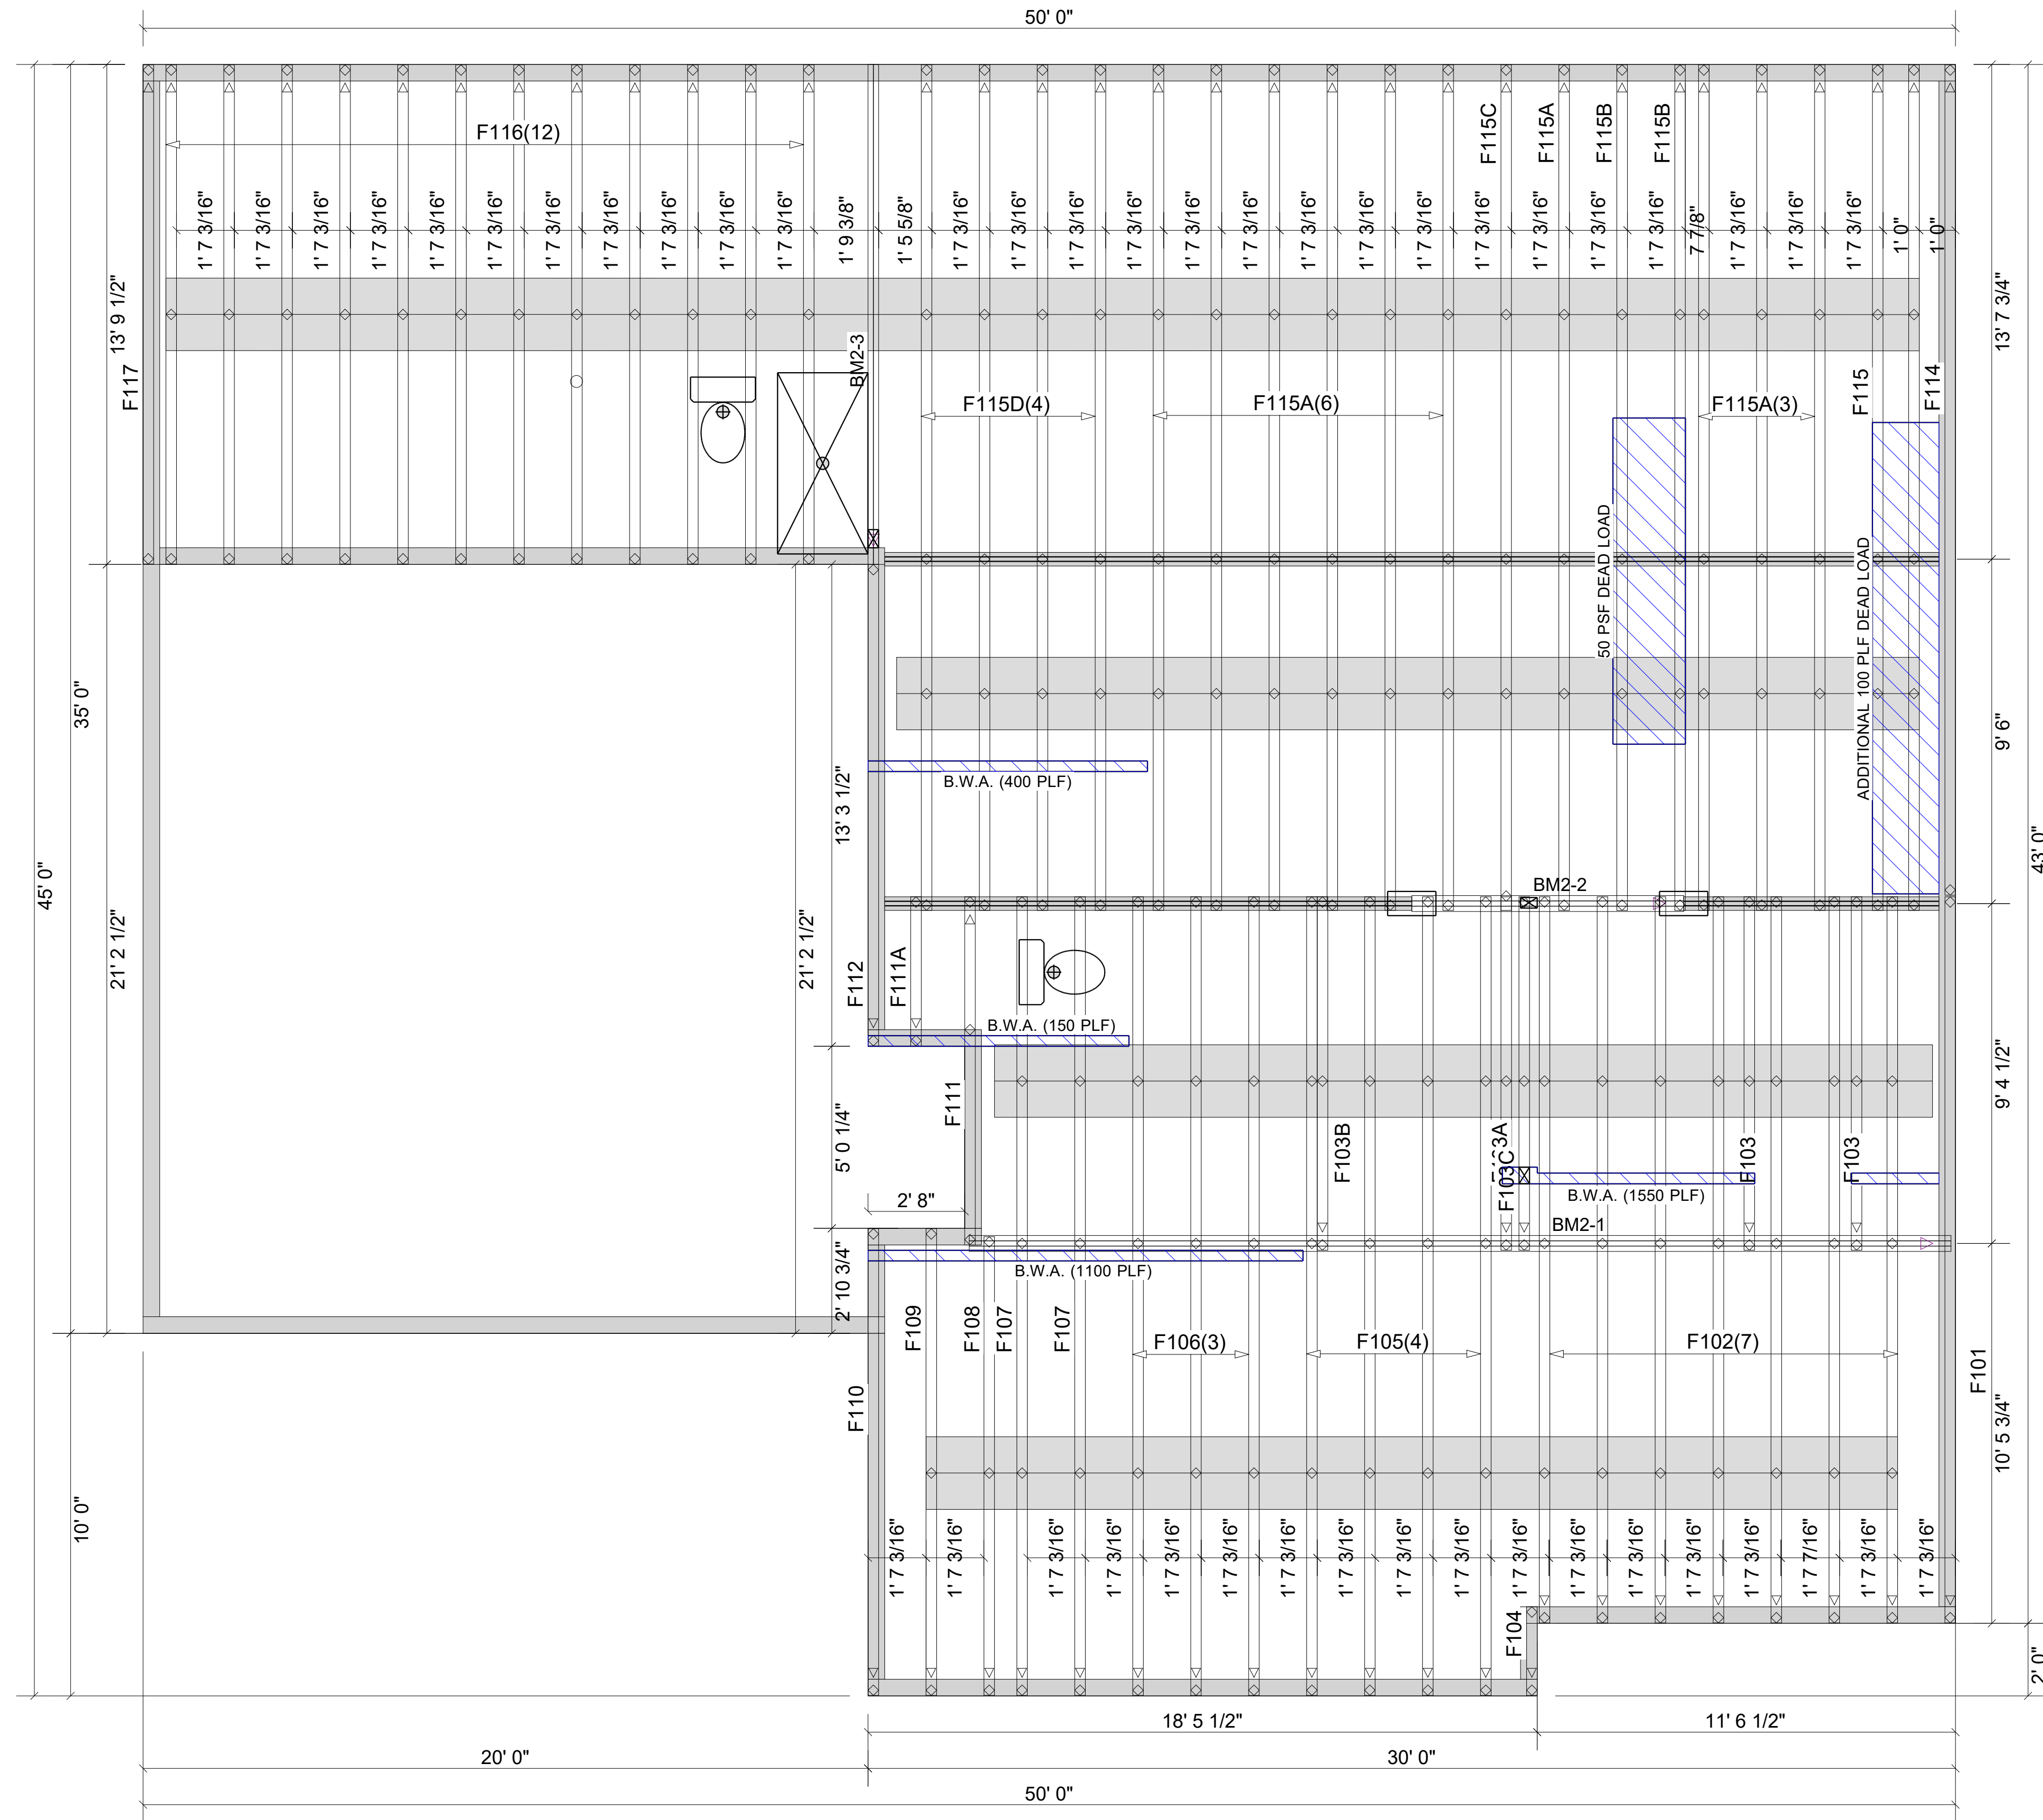 50' 0"
F116(12)
F115C
F115A
F115B
F115B
1' 7 3/16"
1' 7 3/16"
1' 7 3/16"
1' 7 3/16"
1' 7 3/16"
1' 7 3/16"
1' 7 3/16"
1' 7 3/16"
1' 7 3/16"
1' 7 3/16"
1' 7 3/16"
1' 9 3/8"
1' 5 5/8"
1' 7 3/16"
1' 7 3/16"
1' 7 3/16"
1' 7 3/16"
1' 7 3/16"
1' 7 3/16"
1' 7 3/16"
1' 7 3/16"
1' 7 3/16"
1' 7 3/16"
1' 7 3/16"
1' 7 3/16"
1' 7 3/16"
7 7/8"
1' 7 3/16"
1' 7 3/16"
1' 7 3/16"
1' 0"
1' 0"
13' 9 1/2"
13' 7 3/4"
F117
BM2-3
F115D(4)
F115A(6)
F115A(3)
F115
F114
50 PSF DEAD LOAD
ADDITIONAL 100 PLF DEAD LOAD
35' 0"
9' 6"
B.W.A. (400 PLF)
13' 3 1/2"
45' 0"
43' 0"
BM2-2
21' 2 1/2"
21' 2 1/2"
F112
F111A
B.W.A. (150 PLF)
9' 4 1/2"
F111
5' 0 1/4"
F103B
F103C
F103
F103
2' 8"
B.W.A. (1550 PLF)
BM2-1
B.W.A. (1100 PLF)
2' 10 3/4"
F109
F108
F107
F107
F106(3)
F105(4)
F102(7)
F101
F110
10' 5 3/4"
10' 0"
1' 7 3/16"
1' 7 3/16"
1' 7 3/16"
1' 7 3/16"
1' 7 3/16"
1' 7 3/16"
1' 7 3/16"
1' 7 3/16"
1' 7 3/16"
1' 7 3/16"
1' 7 3/16"
1' 7 3/16"
1' 7 3/16"
1' 7 3/16"
1' 7 7/16"
1' 7 3/16"
1' 7 3/16"
F104
2' 0"
18' 5 1/2"
11' 6 1/2"
20' 0"
30' 0"
50' 0"